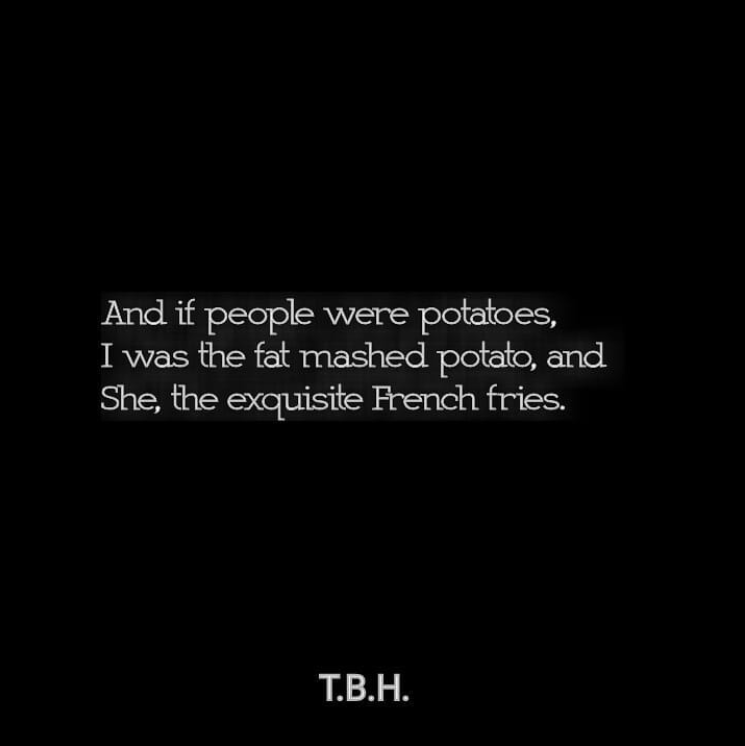 And if people were potatoes,
I was the fat mashed potato, and
She, the exquisite French fries.
T.B.H.